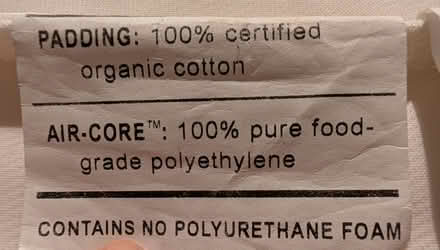 PADDING: 100% certified
organic cotton
AIR-CORE™: 100% pure food-
grade polyethylene
CONTAINS NO POLYURETHANE FOAM